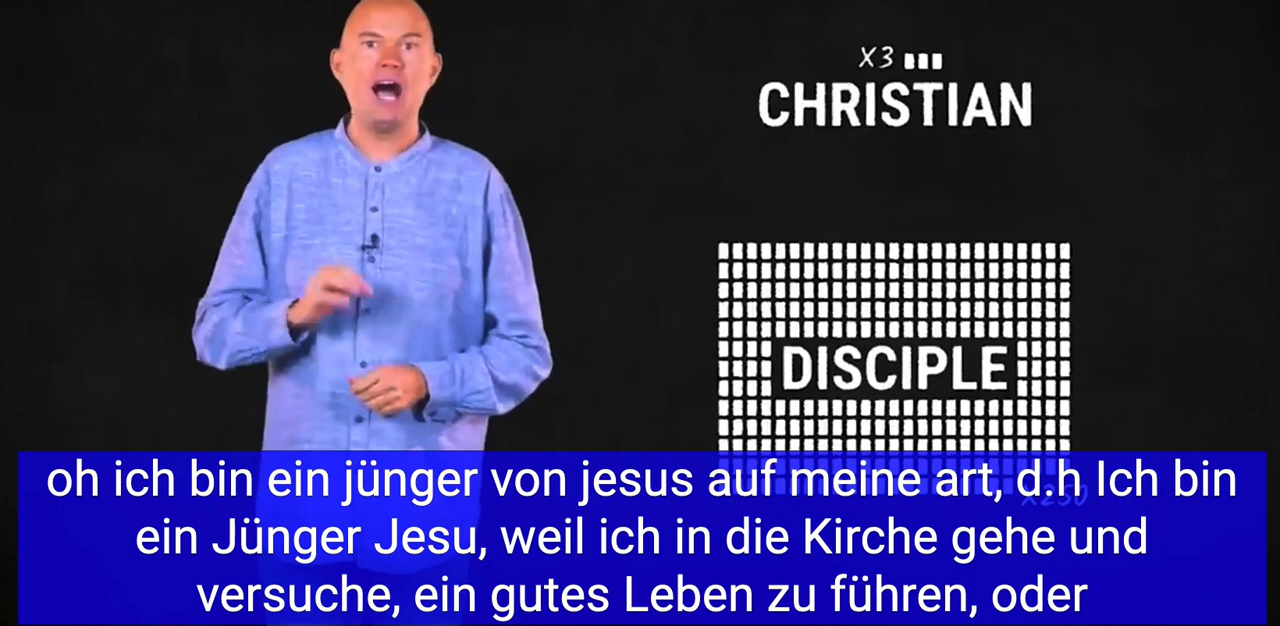 X3
CHRISTIAN
DISCIPLE
X250
oh ich bin ein jünger von jesus auf meine art, d.h Ich bin
ein Jünger Jesu, weil ich in die Kirche gehe und
versuche, ein gutes Leben zu führen, oder